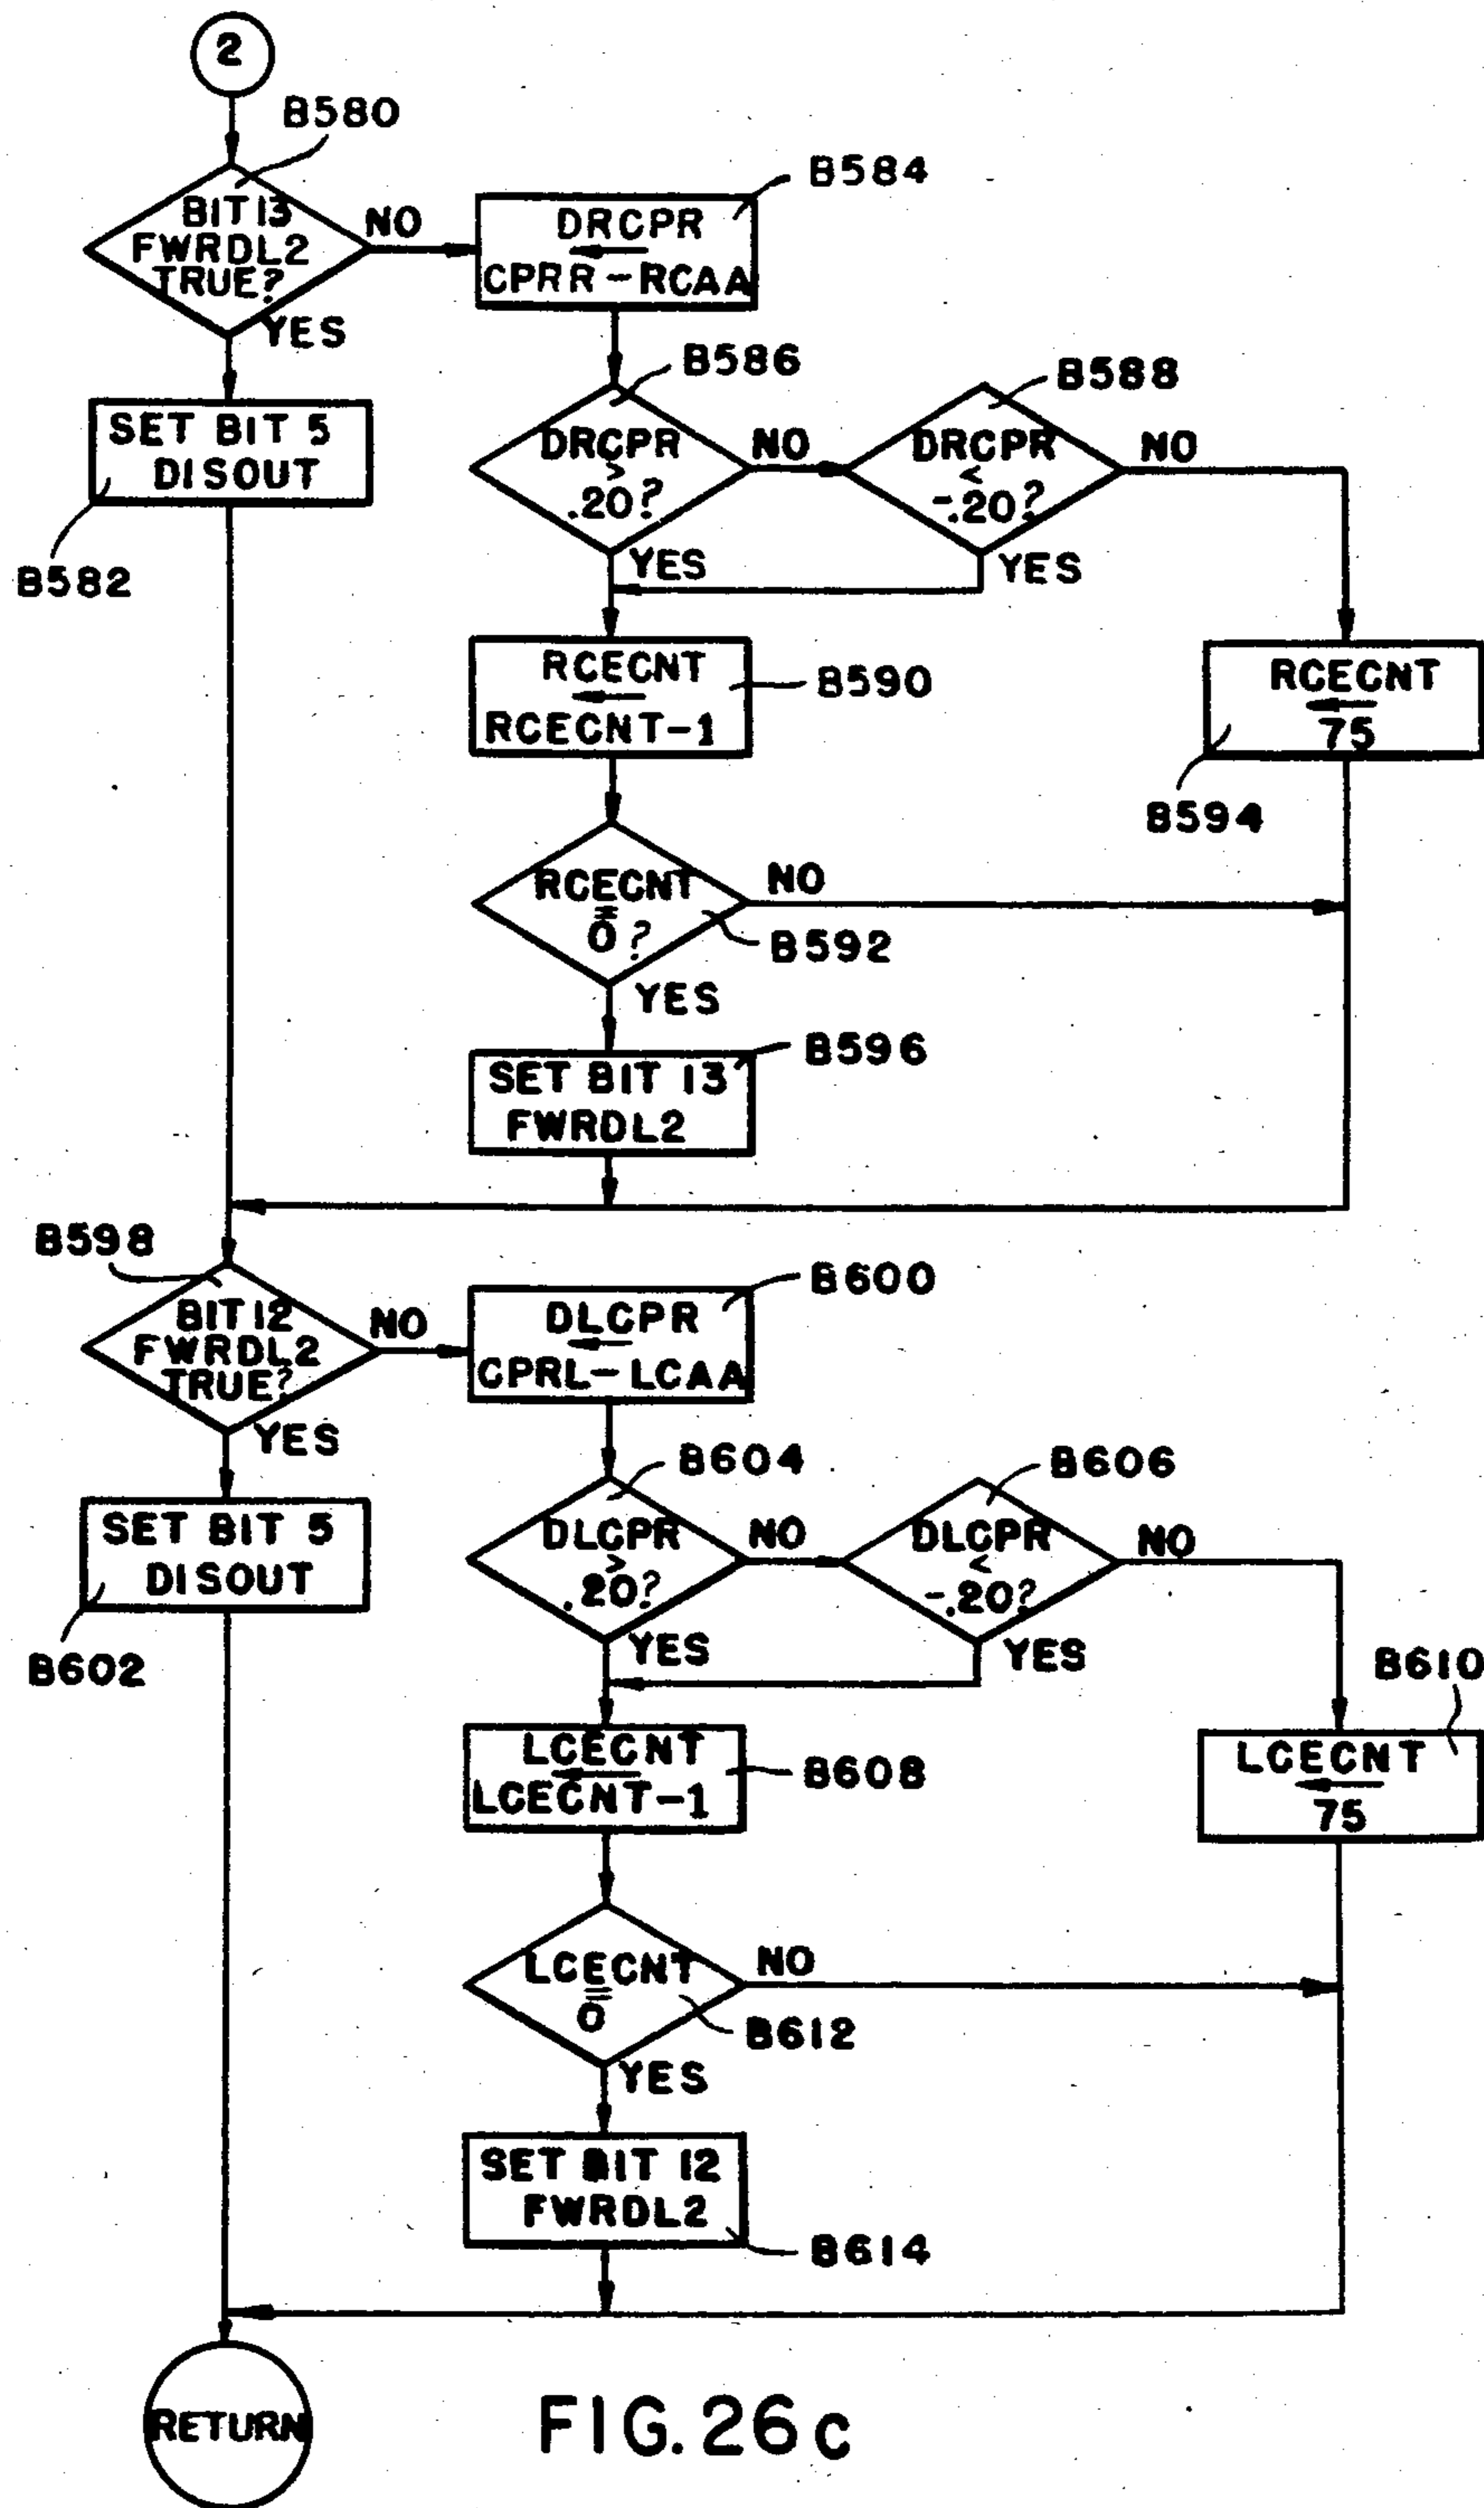 2
B580
BIT 13
FWRDL2
TRUE?
NO
YES
B584
DRCPR
CPRR-RCAA
SET BIT 5
DISOUT
B582
B586
DRCPR
>
.20?
NO
YES
B588
DRCPR
<
-.20?
NO
YES
RCECNT
RCECNT-1
B590
RCECNT
75
B594
RCECNT
=
0?
NO
B592
YES
B596
SET BIT 13
FWRDL2
B598
BIT 12
FWRDL2
TRUE?
NO
YES
B600
DLCPR
CPRL-LCAA
SET BIT 5
DISOUT
B602
B604
DLCPR
>
.20?
NO
YES
B606
DLCPR
<
-.20?
NO
YES
LCECNT
LCECNT-1
B608
B610
LCECNT
75
LCECNT
=
0
NO
B612
YES
SET BIT 12
FWRDL2
B614
RETURN
FIG. 26c